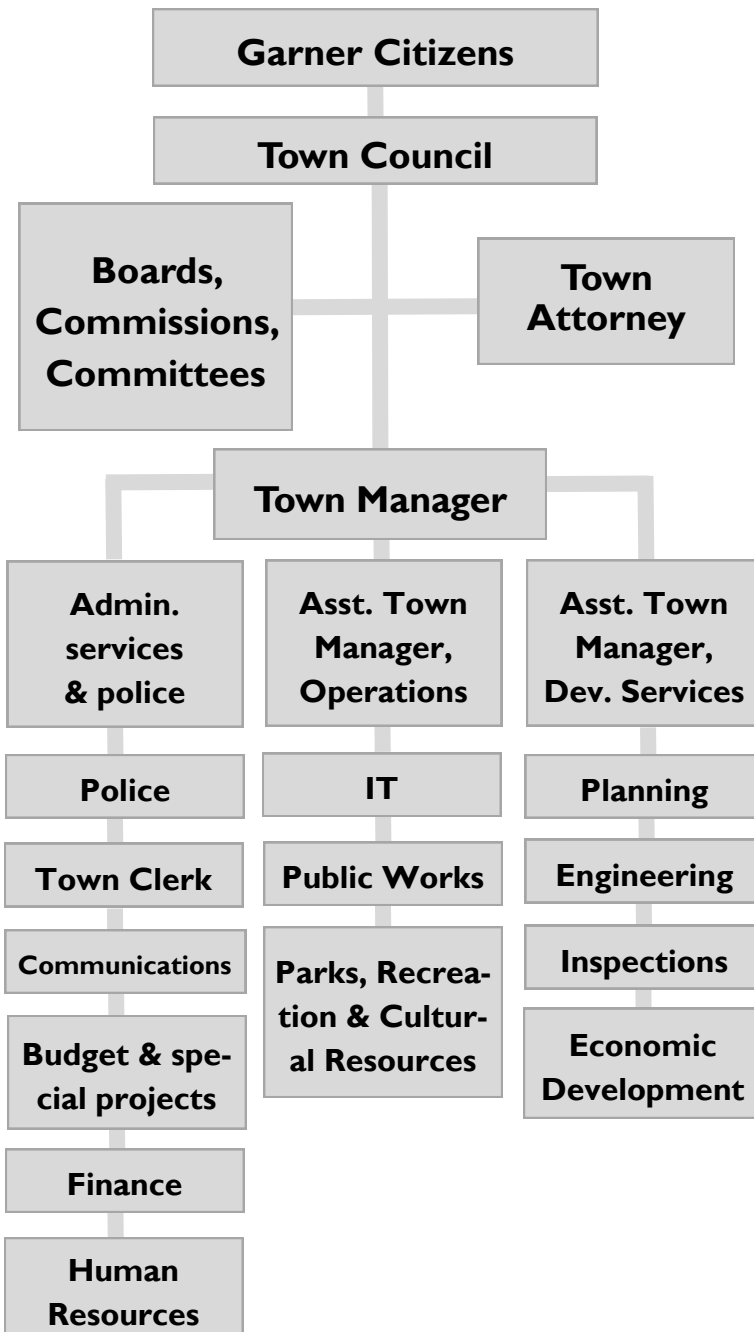 Garner Citizens
Town Council
Boards,
Commissions,
Committees
Town
Attorney
Town Manager
Admin.
services
& police
Asst. Town
Manager,
Operations
Asst. Town
Manager,
Dev. Services
Police
IT
Planning
Town Clerk
Public Works
Engineering
Communications
Parks, Recrea-
tion & Cultur-
al Resources
Inspections
Budget & spe-
cial projects
Economic
Development
Finance
Human
Resources